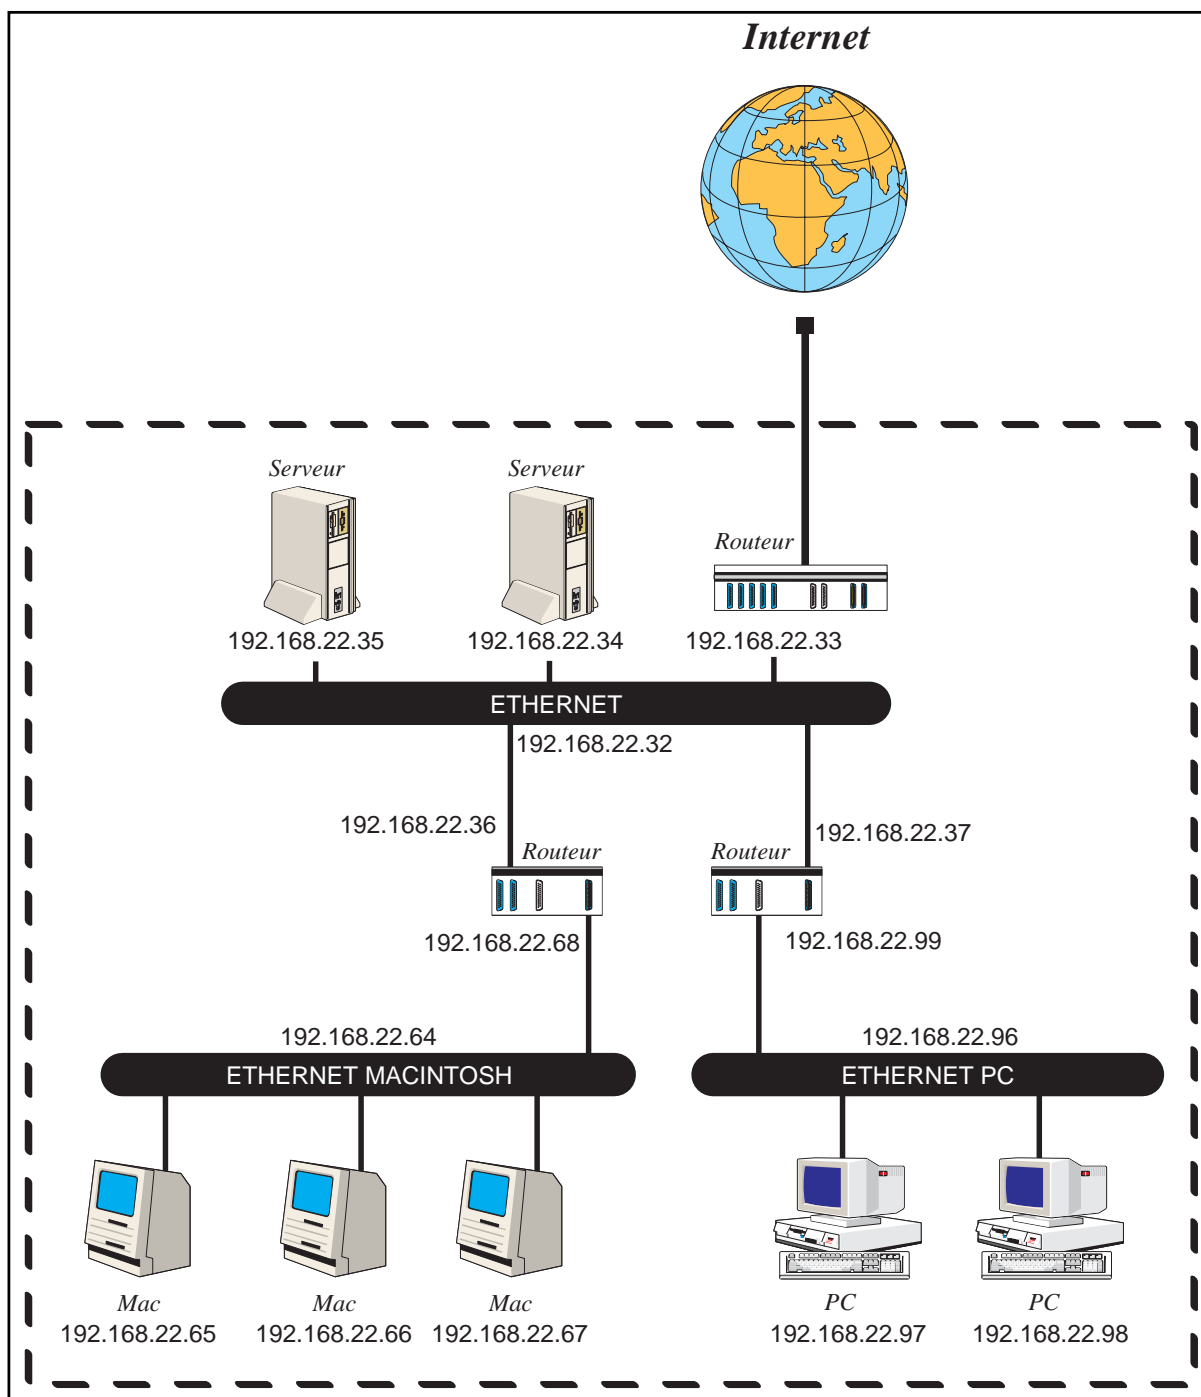 Internet
Serveur
Serveur
Routeur
192.168.22.35
192.168.22.34
192.168.22.33
ETHERNET
192.168.22.32
192.168.22.36
192.168.22.37
Routeur
Routeur
192.168.22.68
192.168.22.99
192.168.22.64
192.168.22.96
ETHERNET MACINTOSH
ETHERNET PC
Mac
Mac
Mac
PC
PC
192.168.22.65
192.168.22.66
192.168.22.67
192.168.22.97
192.168.22.98